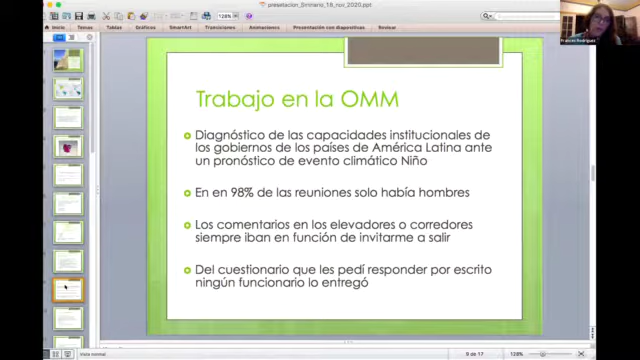 presetacion_Snriario_18_nov_2020.ppt
128%
Inicio Temas Tablas Gráficos SmartArt Transiciones Animaciones Presentación con diapositivas Revisar
Frances Rodríguez
Trabajo en la OMM
Diagnóstico de las capacidades institucionales de
los gobiernos de los países de América Latina ante
un pronóstico de evento climático Niño
En en 98% de las reuniones solo había hombres
Los comentarios en los elevadores o corredores
siempre iban en función de invitarme a salir
Del cuestionario que les pedí responder por escrito
ningún funcionario lo entregó
Vista normal
9 de 17
128%